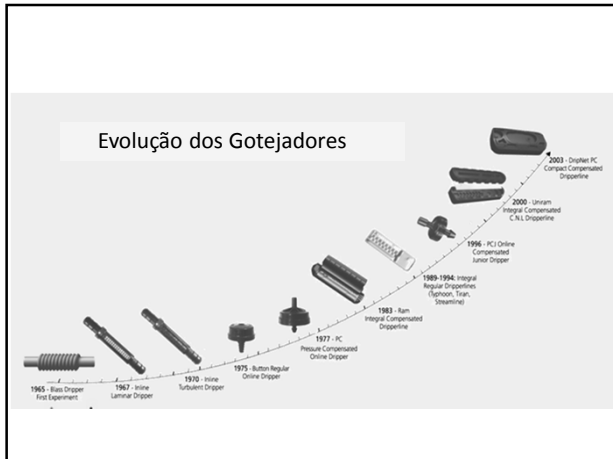 Evolução dos Gotejadores
2003 - DripNet PC
Compact Compensated
Dripperline
2000 - Uniram
Integral Compensated
C.N.L Dripperline
1996 - PCJ Online
Compensated
Junior Dripper
1989-1994: Integral
Regular Dripperlines
(Typhoon, Tiran,
Streamline)
1983 - Ram
Integral Compensated
Dripperline
1977 - PC
Pressure Compensated
Online Dripper
1975 - Button Regular
Online Dripper
1970 - Inline
Turbulent Dripper
1967 - Inline
Laminar Dripper
1965 - Blass Dripper
First Experiment